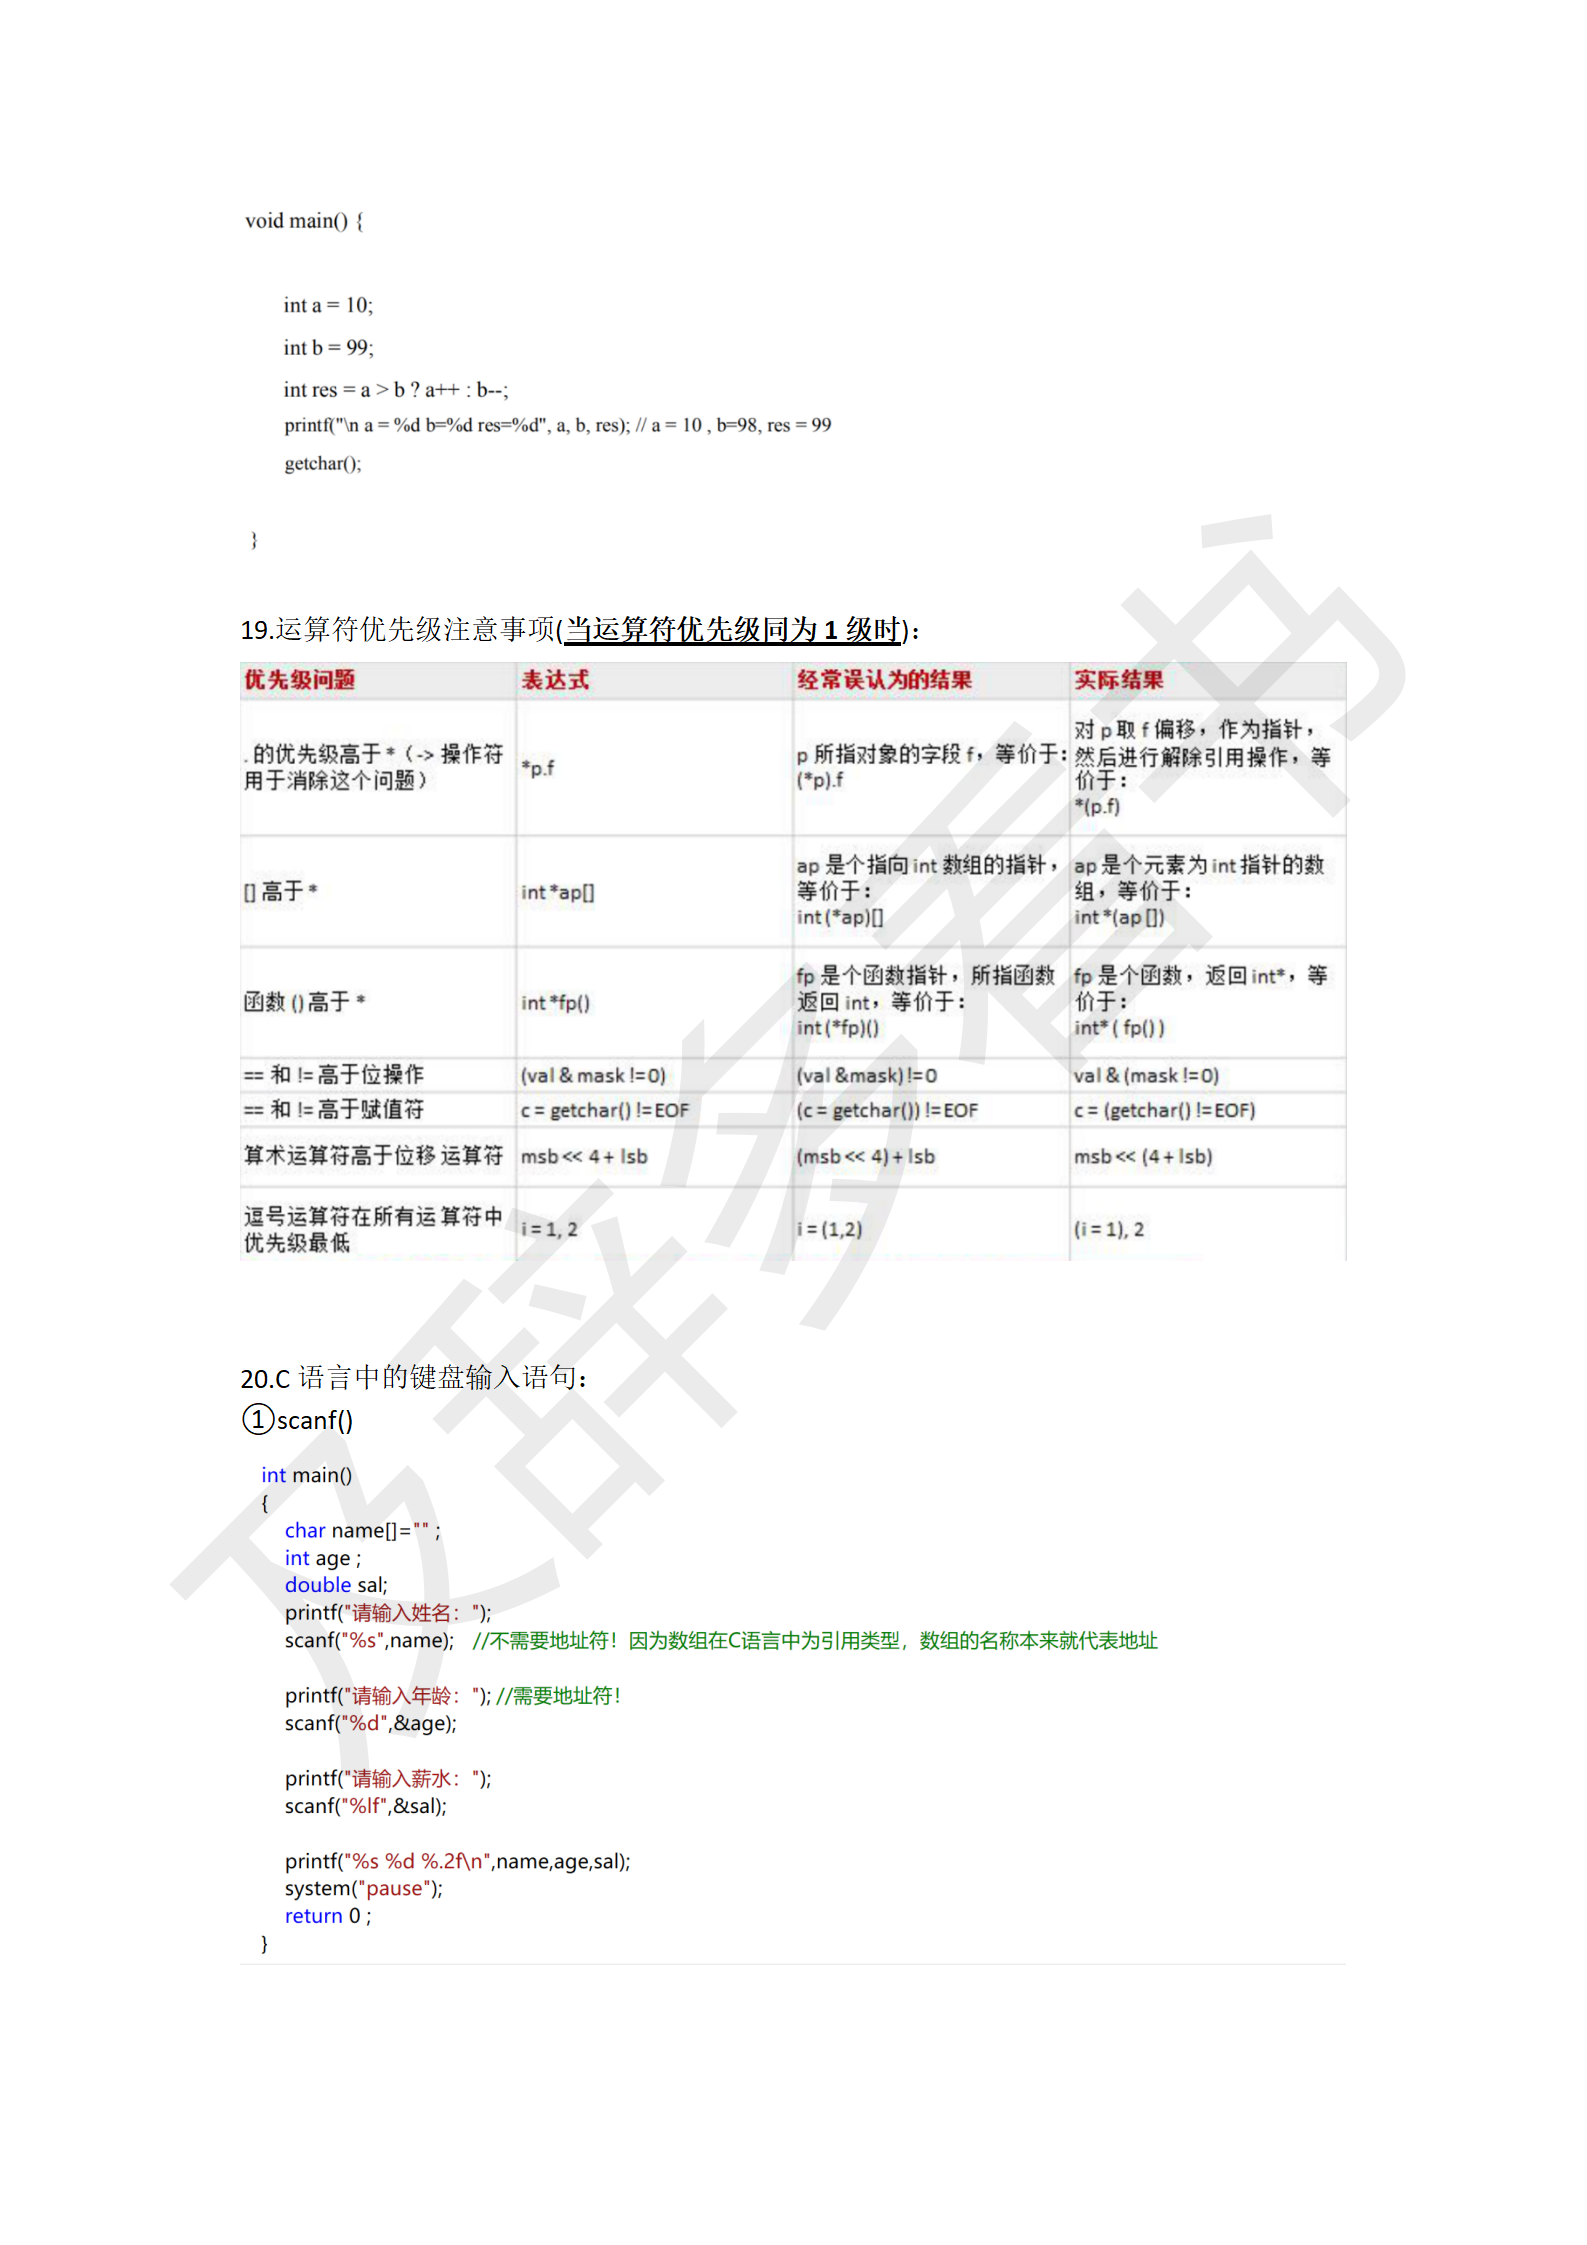 void main() {
int a = 10;
int b = 99;
int res = a > b ? a++ : b--;
printf("\n a = %d b=%d res=%d", a, b, res); // a = 10 , b=98, res = 99
getchar();
}
19.运算符优先级注意事项(当运算符优先级同为 1 级时)：
优先级问题 表达式 经常误认为的结果 实际结果
. 的优先级高于 *（-> 操作符用于消除这个问题） *p.f p 所指对象的字段 f，等价于：(*p).f 对 p 取 f 偏移，作为指针，然后进行解除引用操作，等价于：*(p.f)
[] 高于 * int *ap[] ap 是个指向 int 数组的指针，等价于：int (*ap)[] ap 是个元素为 int 指针的数组，等价于：int *(ap [])
函数 () 高于 * int *fp() fp 是个函数指针，所指函数返回 int，等价于：int (*fp)() fp 是个函数，返回 int*，等价于：int* ( fp() )
== 和 != 高于位操作 (val & mask != 0) (val &mask) != 0 val & (mask != 0)
== 和 != 高于赋值符 c = getchar() != EOF (c = getchar()) != EOF c = (getchar() != EOF)
算术运算符高于位移 运算符 msb << 4 + lsb (msb << 4) + lsb msb << (4 + lsb)
逗号运算符在所有运 算符中优先级最低 i = 1, 2 i = (1,2) (i = 1), 2
20.C 语言中的键盘输入语句：
①scanf()
int main()
{
char name[]="" ;
int age ;
double sal;
printf("请输入姓名：");
scanf("%s",name); //不需要地址符！因为数组在C语言中为引用类型，数组的名称本来就代表地址
printf("请输入年龄："); //需要地址符！
scanf("%d",&age);
printf("请输入薪水：");
scanf("%lf",&sal);
printf("%s %d %.2f\n",name,age,sal);
system("pause");
return 0 ;
}
及辞多看书